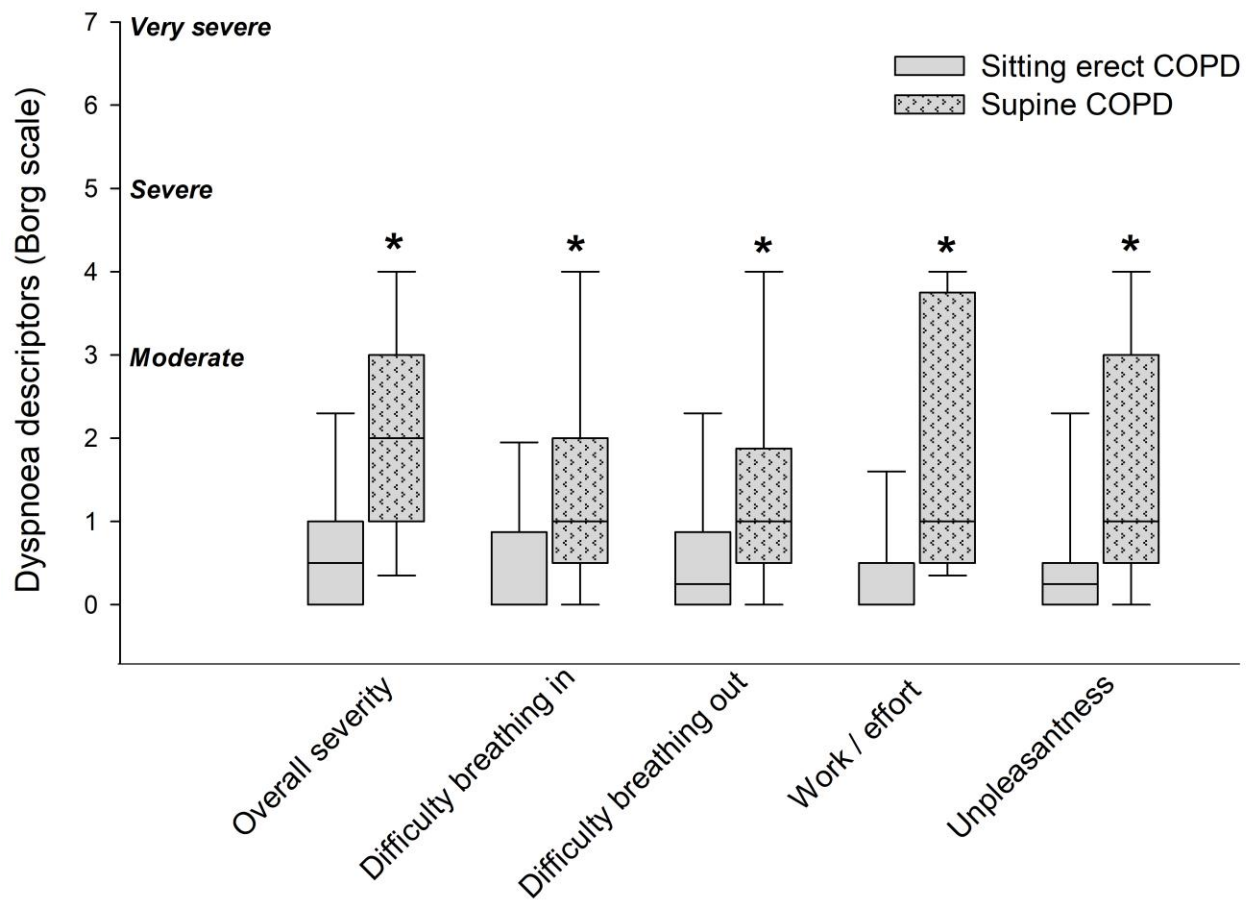 Dyspnoea descriptors (Borg scale)
7
6
5
4
3
2
1
0
Very severe
Severe
Moderate
Sitting erect COPD
Supine COPD
*
*
*
*
*
Overall severity
Difficulty breathing in
Difficulty breathing out
Work / effort
Unpleasantness